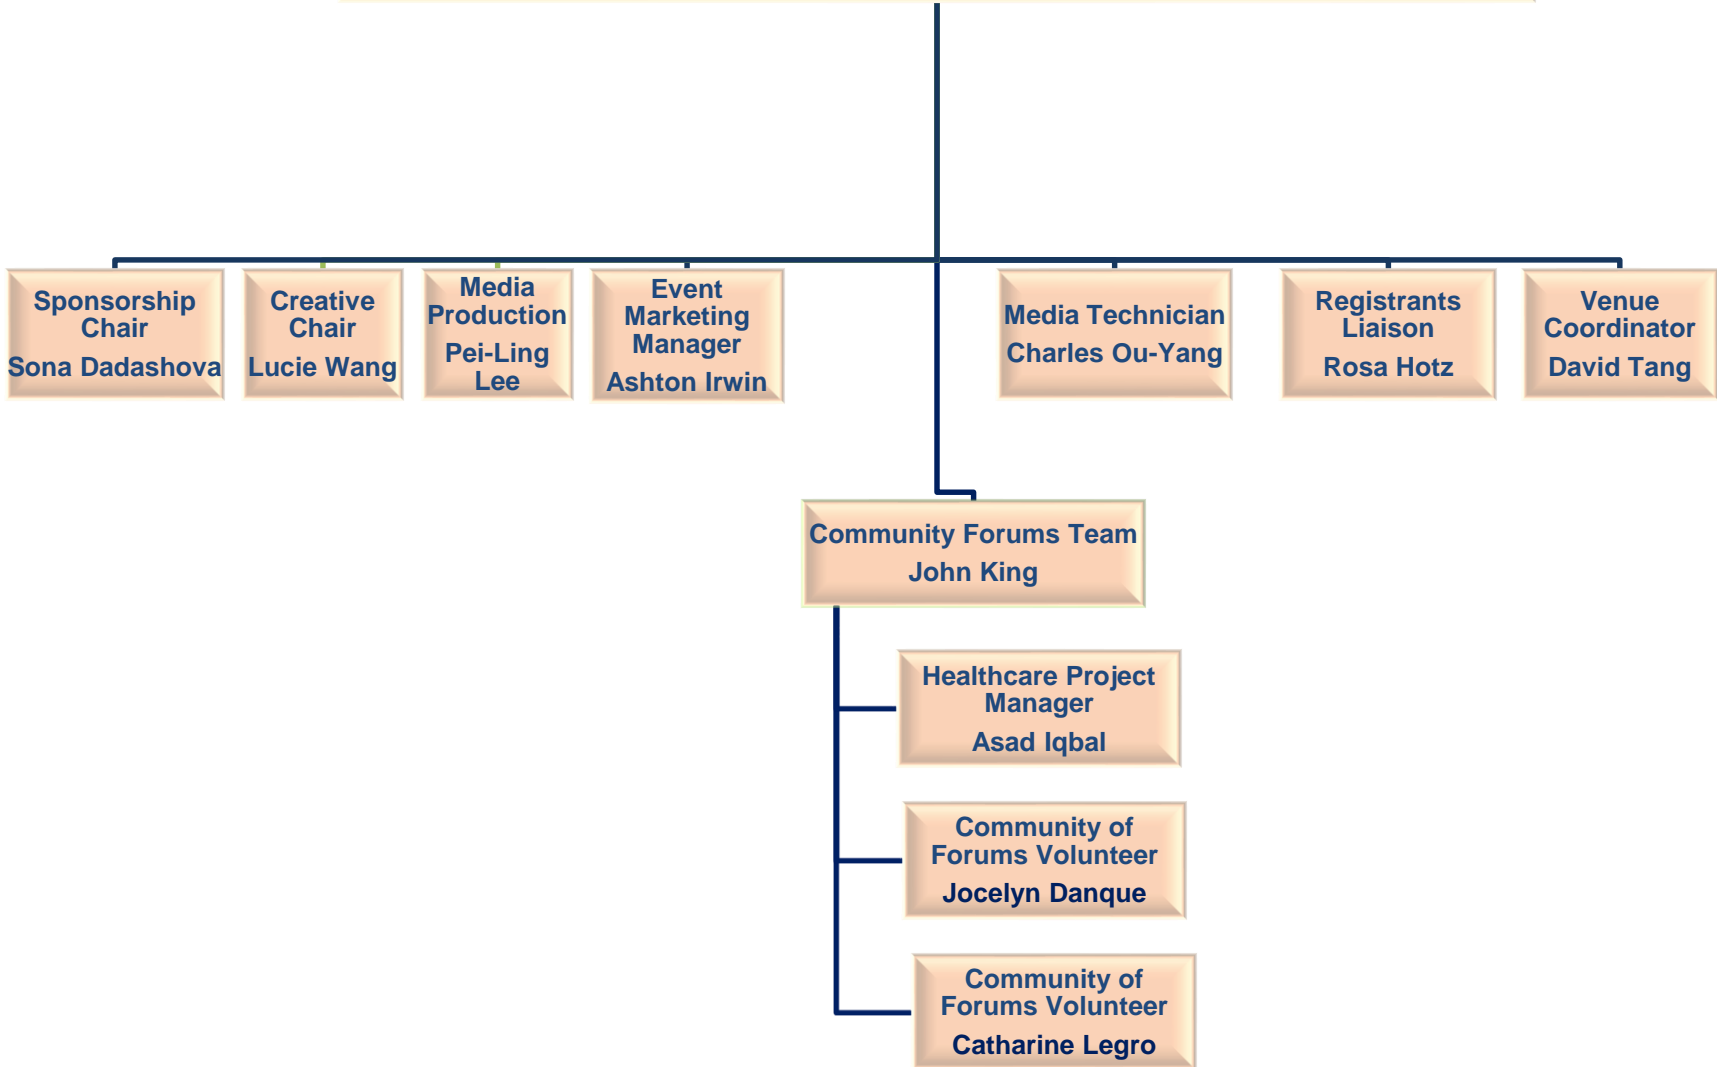 Sponsorship
Chair
Sona Dadashova
Creative
Chair
Lucie Wang
Media
Production
Pei-Ling
Lee
Event
Marketing
Manager
Ashton Irwin
Media Technician
Charles Ou-Yang
Registrants
Liaison
Rosa Hotz
Venue
Coordinator
David Tang
Community Forums Team
John King
Healthcare Project
Manager
Asad Iqbal
Community of
Forums Volunteer
Jocelyn Danque
Community of
Forums Volunteer
Catharine Legro